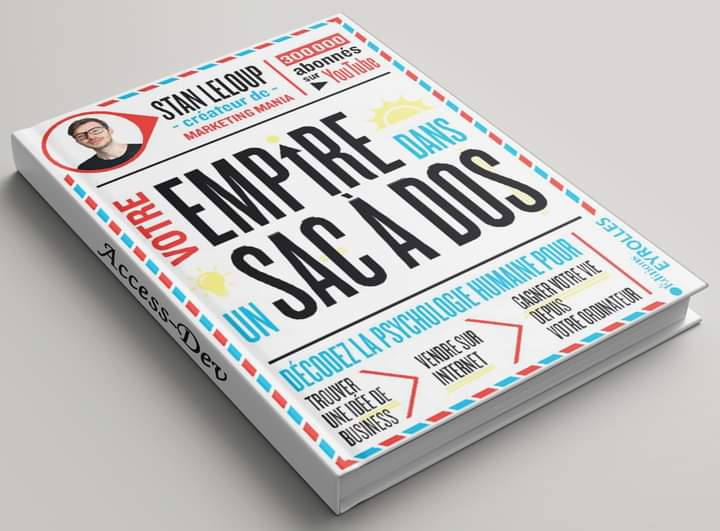 STAN LELOUP
- créateur de -
MARKETING MANIA
300 000
abonnés
sur YouTube
VOTRE
EMPIRE
DANS
UN
SAC À DOS
DÉCODEZ LA PSYCHOLOGIE HUMAINE POUR
TROUVER
UNE IDÉE DE
BUSINESS
VENDRE SUR
INTERNET
GAGNER VOTRE VIE
DEPUIS
VOTRE ORDINATEUR
Éditions
EYROLLES
Access-Dev